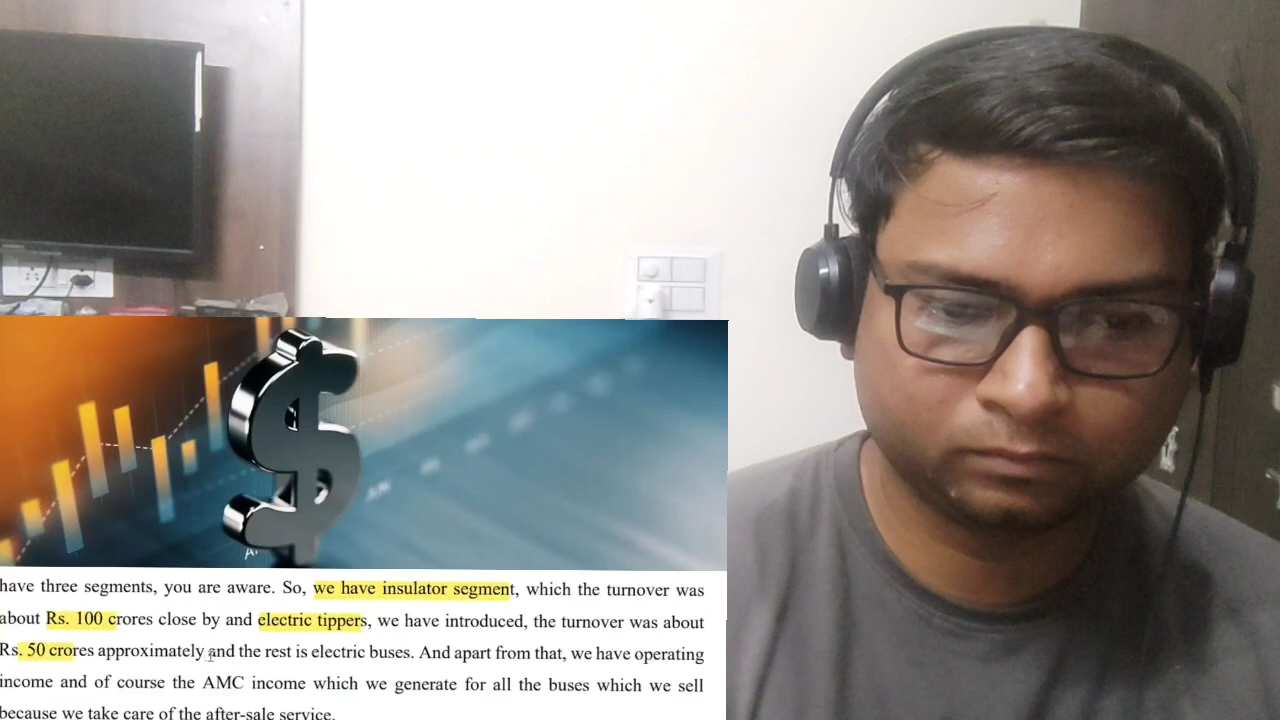 have three segments, you are aware. So, we have insulator segment, which the turnover was
about Rs. 100 crores close by and electric tippers, we have introduced, the turnover was about
Rs. 50 crores approximately and the rest is electric buses. And apart from that, we have operating
income and of course the AMC income which we generate for all the buses which we sell
because we take care of the after-sale service.